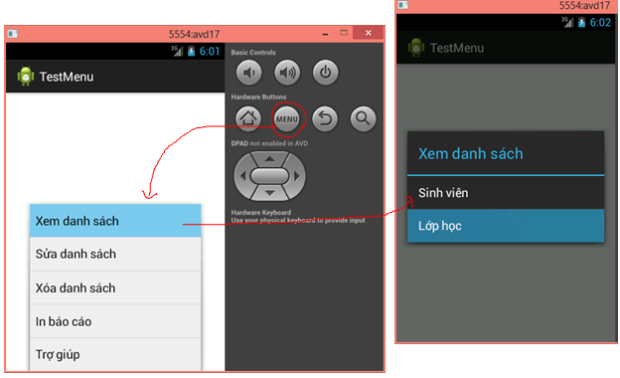 5554:avd17
3G 6:01
TestMenu
Xem danh sách
Sửa danh sách
Xóa danh sách
In báo cáo
Trợ giúp
Basic Controls
Hardware Buttons
MENU
DPAD not enabled in AVD
Hardware Keyboard
Use your physical keyboard to provide input
5554:avd17
3G 6:02
TestMenu
Xem danh sách
Sinh viên
Lớp học